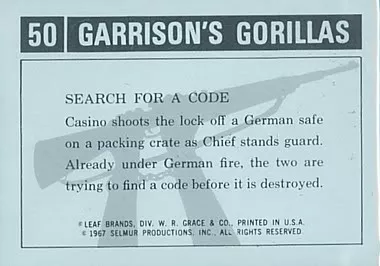 50 GARRISON'S GORILLAS
SEARCH FOR A CODE
Casino shoots the lock off a German safe
on a packing crate as Chief stands guard.
Already under German fire, the two are
trying to find a code before it is destroyed.
© LEAF BRANDS, DIV. W. R. GRACE & CO., PRINTED IN U.S.A.
© 1967 SELMUR PRODUCTIONS, INC., ALL RIGHTS RESERVED.